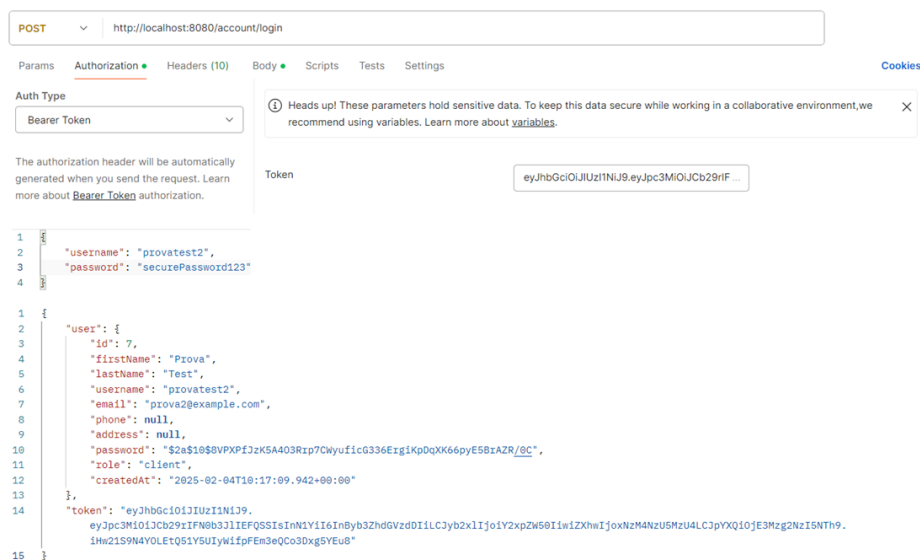 POST http://localhost:8080/account/login
Params Authorization Headers (10) Body Scripts Tests Settings Cookies
Auth Type
Bearer Token
Heads up! These parameters hold sensitive data. To keep this data secure while working in a collaborative environment,we
recommend using variables. Learn more about variables.
The authorization header will be automatically
generated when you send the request. Learn
more about Bearer Token authorization.
Token eyJhbGciOiJIUzI1NiJ9.eyJpc3MiOiJCb29rIF ...
1 {
2 "username": "provatest2",
3 "password": "securePassword123"
4 }
1 {
2 "user": {
3 "id": 7,
4 "firstName": "Prova",
5 "lastName": "Test",
6 "username": "provatest2",
7 "email": "prova2@example.com",
8 "phone": null,
9 "address": null,
10 "password": "$2a$10$8VPXPfJzK5A4O3Rrp7CWyuficG336ErgiKpDqXK66pyE5BrAZR/0C",
11 "role": "client",
12 "createdAt": "2025-02-04T10:17:09.942+00:00"
13 },
14 "token": "eyJhbGciOiJIUzI1NiJ9.
eyJpc3MiOiJCb29rIFN0b3JlIEFQSSIsInN1YiI6InByb3ZhdGVzdDIiLCJyb2xlIjoiY2xpZW50IiwiZXhwIjoxNzM4NzU5MzU4LCJpYXQiOjE3Mzg2NzI5NTh9.
iHw21S9N4YOLEtQ51Y5UIyWifpFEm3eQCo3Dxg5YEu8"
15 }